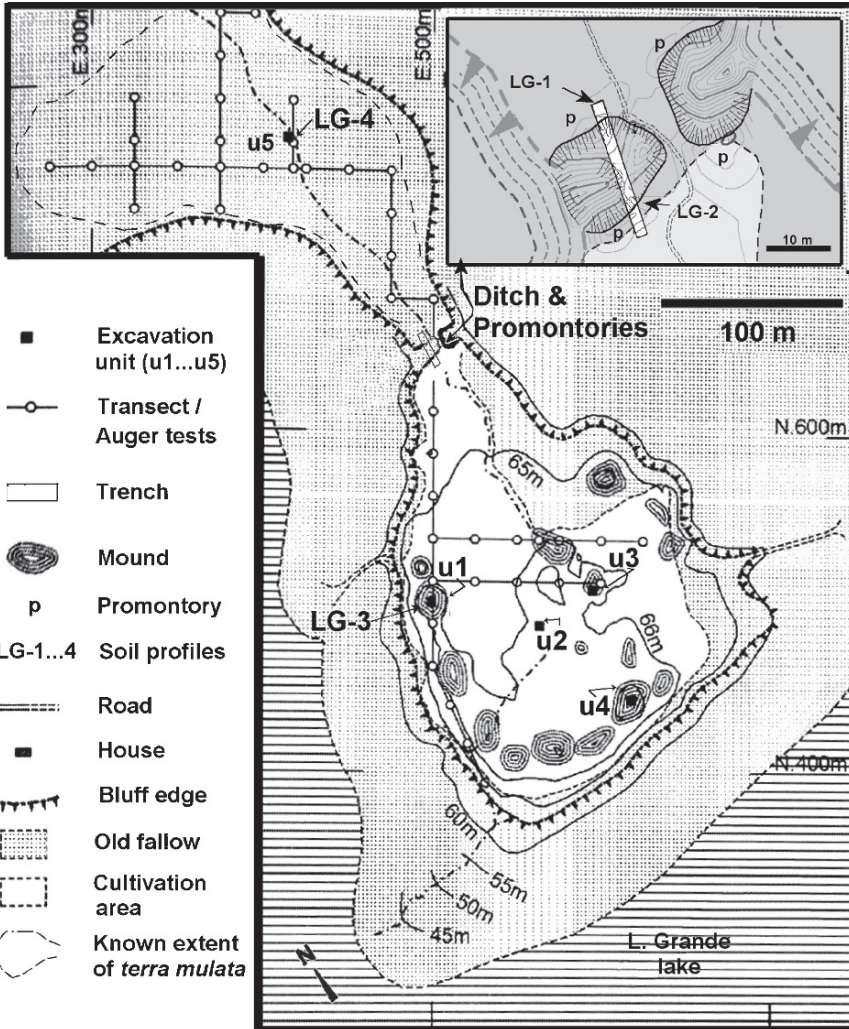 E.300m
E.500m
LG-4
u5
p
LG-1
p
p
LG-2
p
10 m
Ditch &
Promontories
100 m
Excavation
unit (u1...u5)
Transect /
Auger tests
Trench
Mound
p Promontory
LG-1...4 Soil profiles
Road
House
Bluff edge
Old fallow
Cultivation
area
Known extent
of terra mulata
N.600m
65m
u1
u3
LG-3
u2
66m
u4
N.400m
60m
55m
50m
45m
L. Grande
lake
N